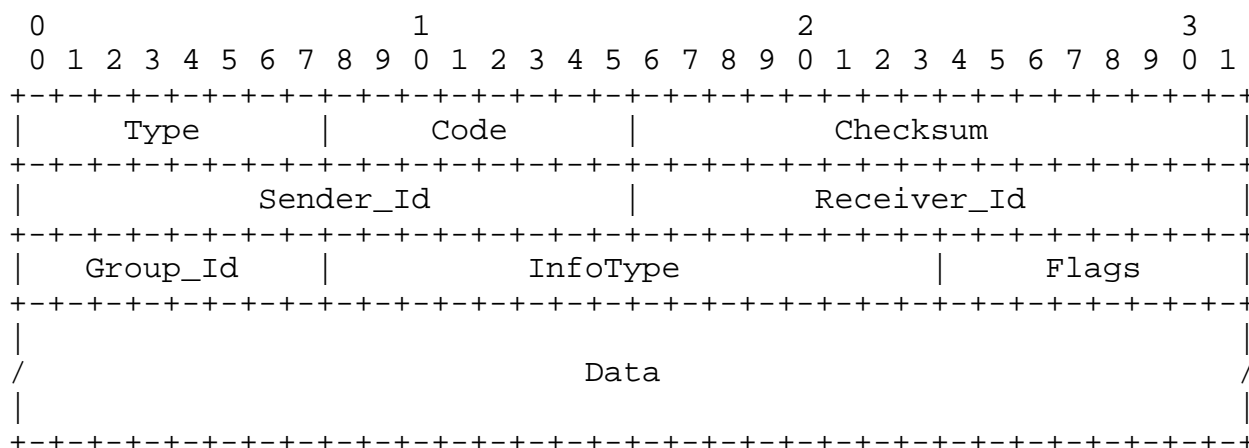 0                   1                   2                   3
 0 1 2 3 4 5 6 7 8 9 0 1 2 3 4 5 6 7 8 9 0 1 2 3 4 5 6 7 8 9 0 1
+-+-+-+-+-+-+-+-+-+-+-+-+-+-+-+-+-+-+-+-+-+-+-+-+-+-+-+-+-+-+-+-+
|     Type      |     Code      |          Checksum             |
+-+-+-+-+-+-+-+-+-+-+-+-+-+-+-+-+-+-+-+-+-+-+-+-+-+-+-+-+-+-+-+-+
|            Sender_Id          |         Receiver_Id           |
+-+-+-+-+-+-+-+-+-+-+-+-+-+-+-+-+-+-+-+-+-+-+-+-+-+-+-+-+-+-+-+-+
|   Group_Id    |          InfoType             |     Flags     |
+-+-+-+-+-+-+-+-+-+-+-+-+-+-+-+-+-+-+-+-+-+-+-+-+-+-+-+-+-+-+-+-+
|                                                               |
/                             Data                              /
|                                                               |
+-+-+-+-+-+-+-+-+-+-+-+-+-+-+-+-+-+-+-+-+-+-+-+-+-+-+-+-+-+-+-+-+